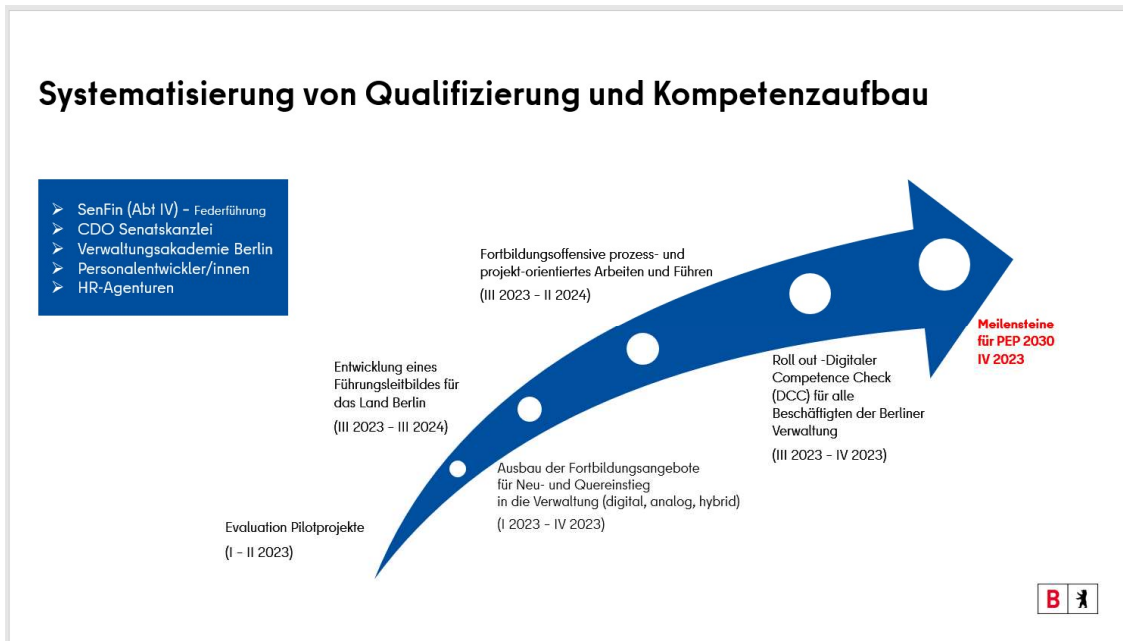 Systematisierung von Qualifizierung und Kompetenzaufbau
➢ SenFin (Abt IV) – Federführung
➢ CDO Senatskanzlei
➢ Verwaltungsakademie Berlin
➢ Personalentwickler/innen
➢ HR-Agenturen
Fortbildungsoffensive prozess- und
projekt-orientiertes Arbeiten und Führen
(III 2023 – II 2024)
Meilensteine
für PEP 2030
IV 2023
Entwicklung eines
Führungsleitbildes für
das Land Berlin
(III 2023 – III 2024)
Roll out -Digitaler
Competence Check
(DCC) für alle
Beschäftigten der Berliner
Verwaltung
(III 2023 – IV 2023)
Ausbau der Fortbildungsangebote
für Neu- und Quereinstieg
in die Verwaltung (digital, analog, hybrid)
(I 2023 – IV 2023)
Evaluation Pilotprojekte
(I – II 2023)
B